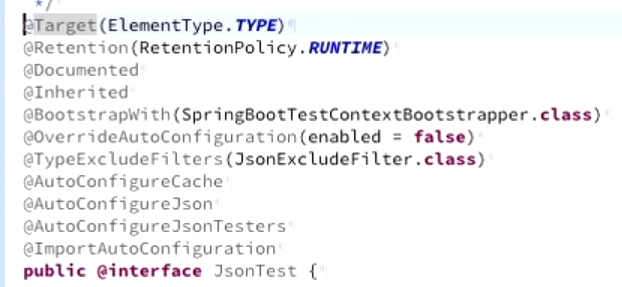 */
@Target(ElementType.TYPE)
@Retention(RetentionPolicy.RUNTIME)
@Documented
@Inherited
@BootstrapWith(SpringBootTestContextBootstrapper.class)
@OverrideAutoConfiguration(enabled = false)
@TypeExcludeFilters(JsonExcludeFilter.class)
@AutoConfigureCache
@AutoConfigureJson
@AutoConfigureJsonTesters
@ImportAutoConfiguration
public @interface JsonTest {